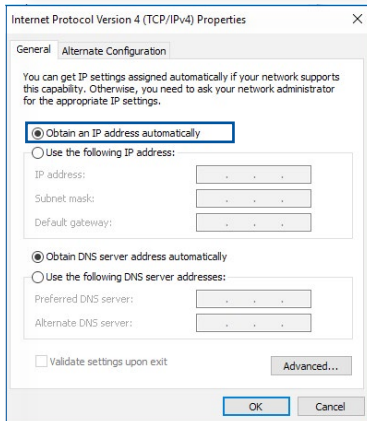 Internet Protocol Version 4 (TCP/IPv4) Properties
General
Alternate Configuration
You can get IP settings assigned automatically if your network supports
this capability. Otherwise, you need to ask your network administrator
for the appropriate IP settings.
Obtain an IP address automatically
Use the following IP address:
IP address:
Subnet mask:
Default gateway:
Obtain DNS server address automatically
Use the following DNS server addresses:
Preferred DNS server:
Alternate DNS server:
Validate settings upon exit
Advanced...
OK
Cancel